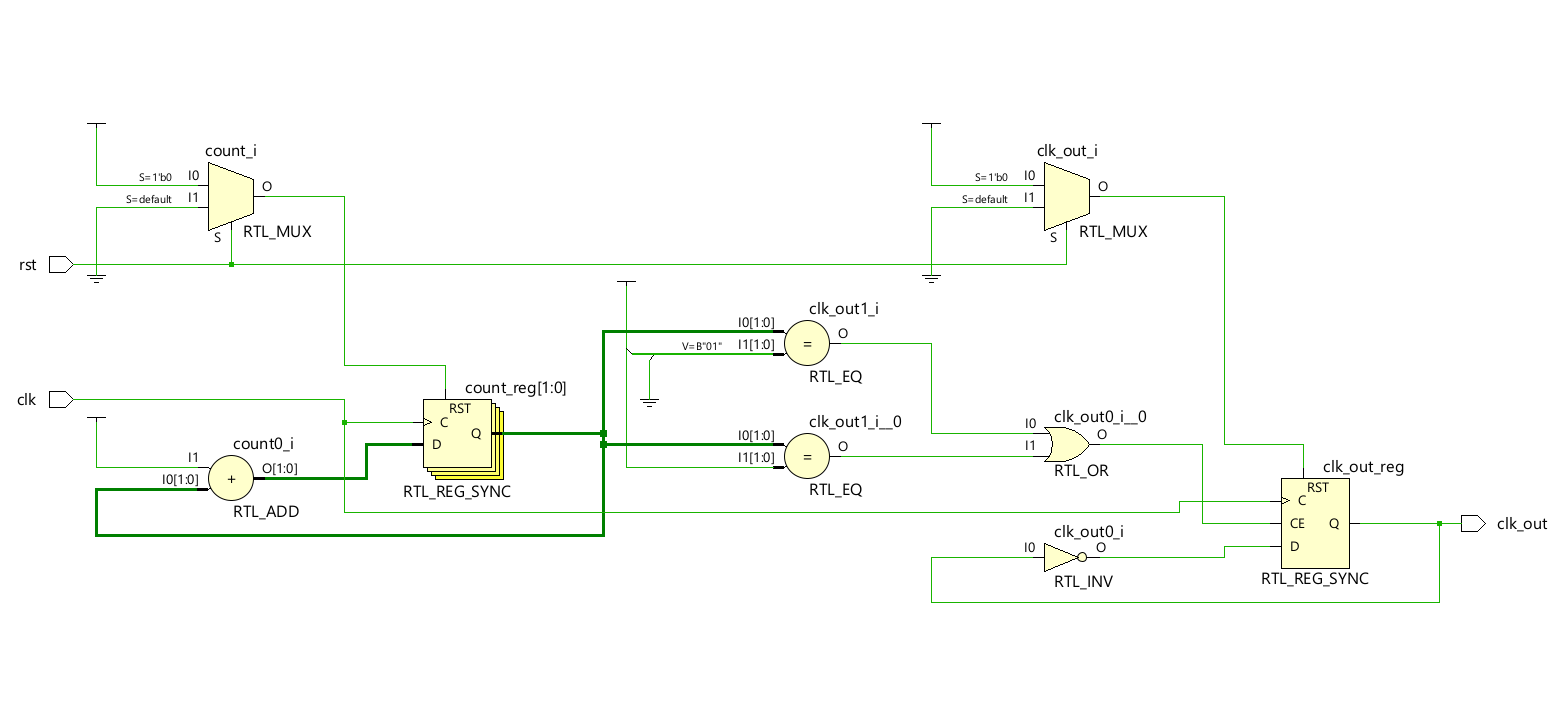 count_i
S=1'b0
I0
S=default
I1
O
S
RTL_MUX
clk_out_i
S=1'b0
I0
S=default
I1
O
S
RTL_MUX
rst
clk_out1_i
I0[1:0]
V=B"01"
I1[1:0]
=
O
RTL_EQ
clk
count_reg[1:0]
RST
C
D
Q
RTL_REG_SYNC
count0_i
I1
I0[1:0]
+
O[1:0]
RTL_ADD
clk_out1_i__0
I0[1:0]
I1[1:0]
=
O
RTL_EQ
clk_out0_i__0
I0
I1
O
RTL_OR
clk_out_reg
RST
C
CE
D
Q
RTL_REG_SYNC
clk_out0_i
I0
O
RTL_INV
clk_out